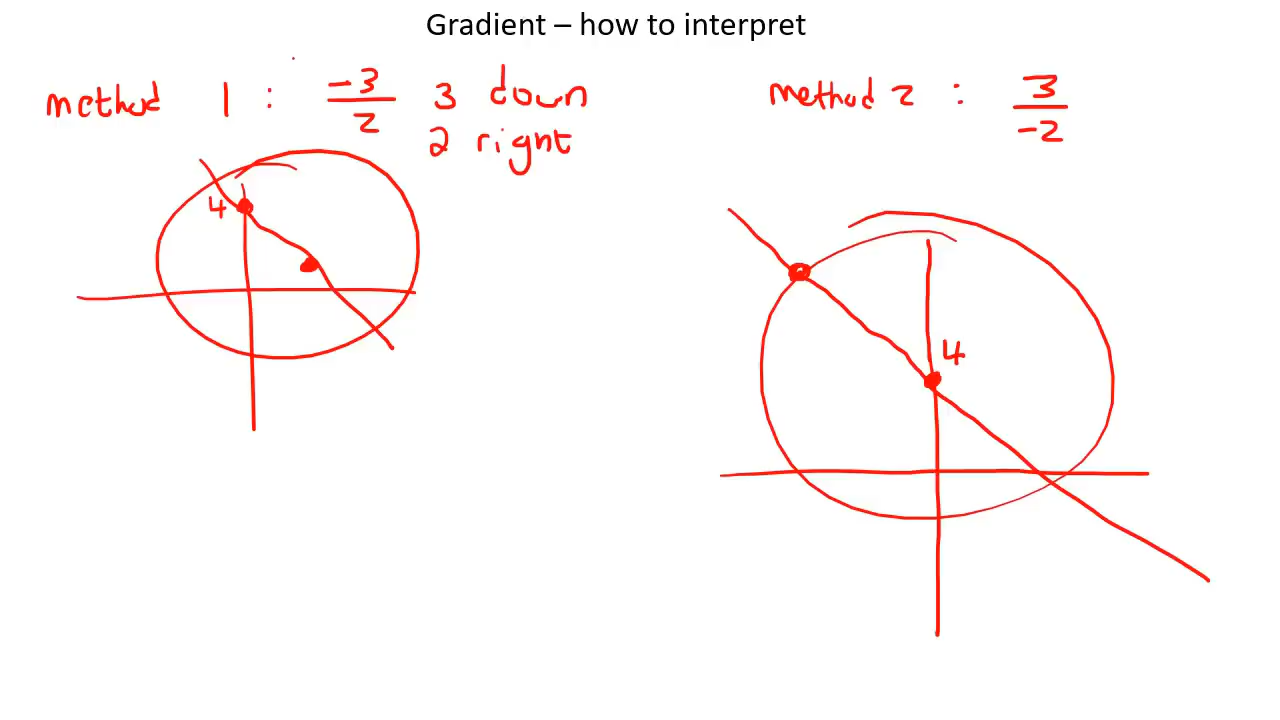 Gradient – how to interpret
method 1 : -3/2 3 down
2 right
4
method 2 : 3/-2
4